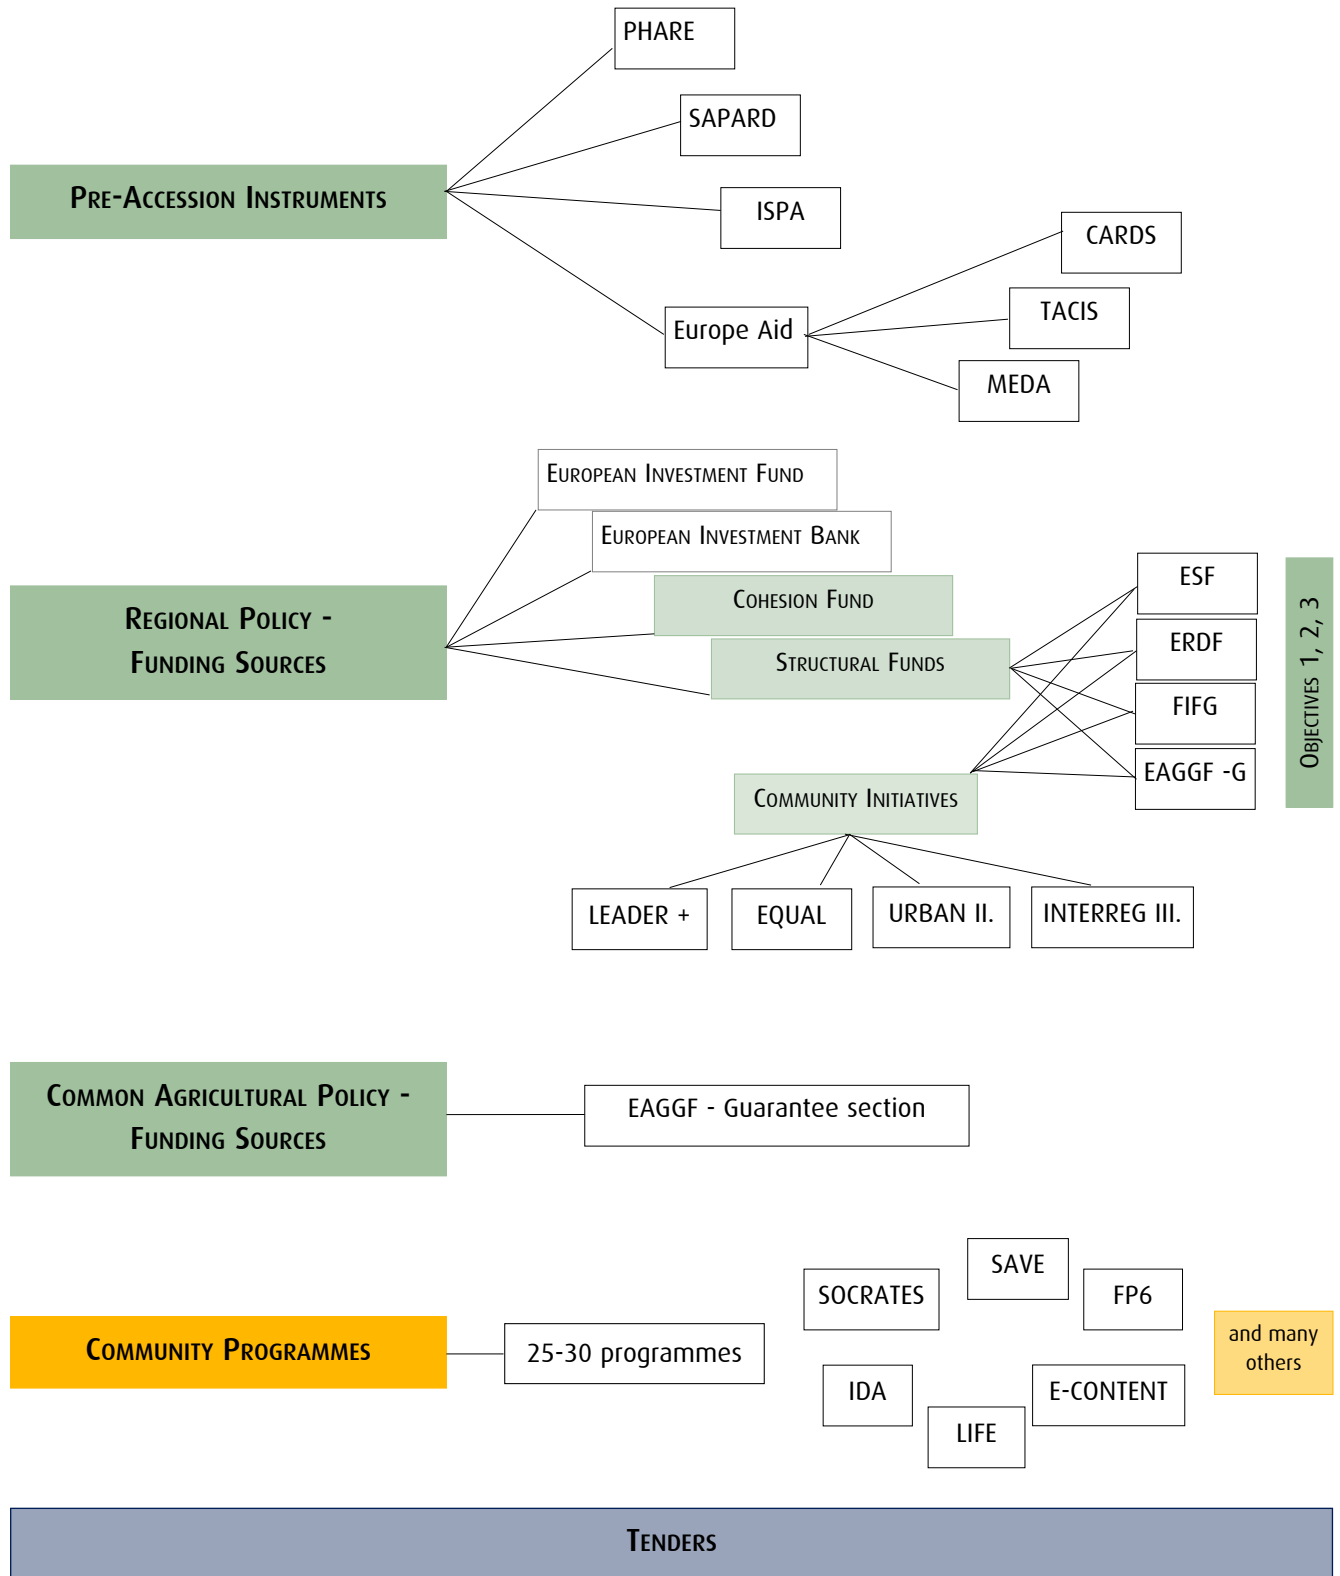 PHARE
SAPARD
PRE-ACCESSION INSTRUMENTS
ISPA
CARDS
TACIS
Europe Aid
MEDA
EUROPEAN INVESTMENT FUND
EUROPEAN INVESTMENT BANK
ESF
COHESION FUND
REGIONAL POLICY -
FUNDING SOURCES
ERDF
STRUCTURAL FUNDS
OBJECTIVES 1, 2, 3
FIFG
EAGGF -G
COMMUNITY INITIATIVES
LEADER +
EQUAL
URBAN II.
INTERREG III.
COMMON AGRICULTURAL POLICY -
FUNDING SOURCES
EAGGF - Guarantee section
SAVE
SOCRATES
FP6
COMMUNITY PROGRAMMES
25-30 programmes
and many
others
IDA
E-CONTENT
LIFE
TENDERS